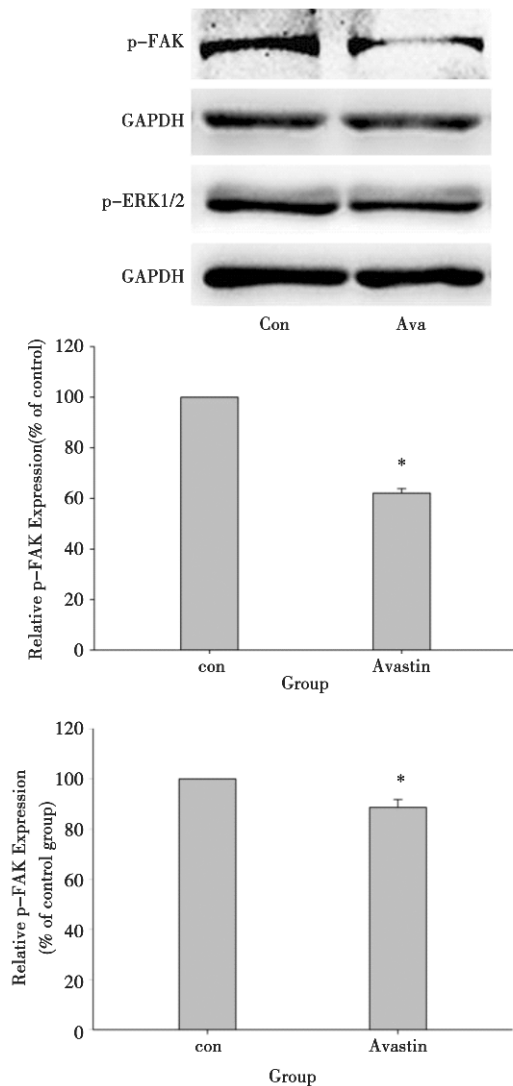 p-FAK
GAPDH
p-ERK1/2
GAPDH
Con Ava
Relative p-FAK Expression(% of control)
120
100
80
60
40
20
0
*
con Avastin
Group
Relative p-FAK Expression
(% of control group)
120
100
80
60
40
20
0
*
con Avastin
Group